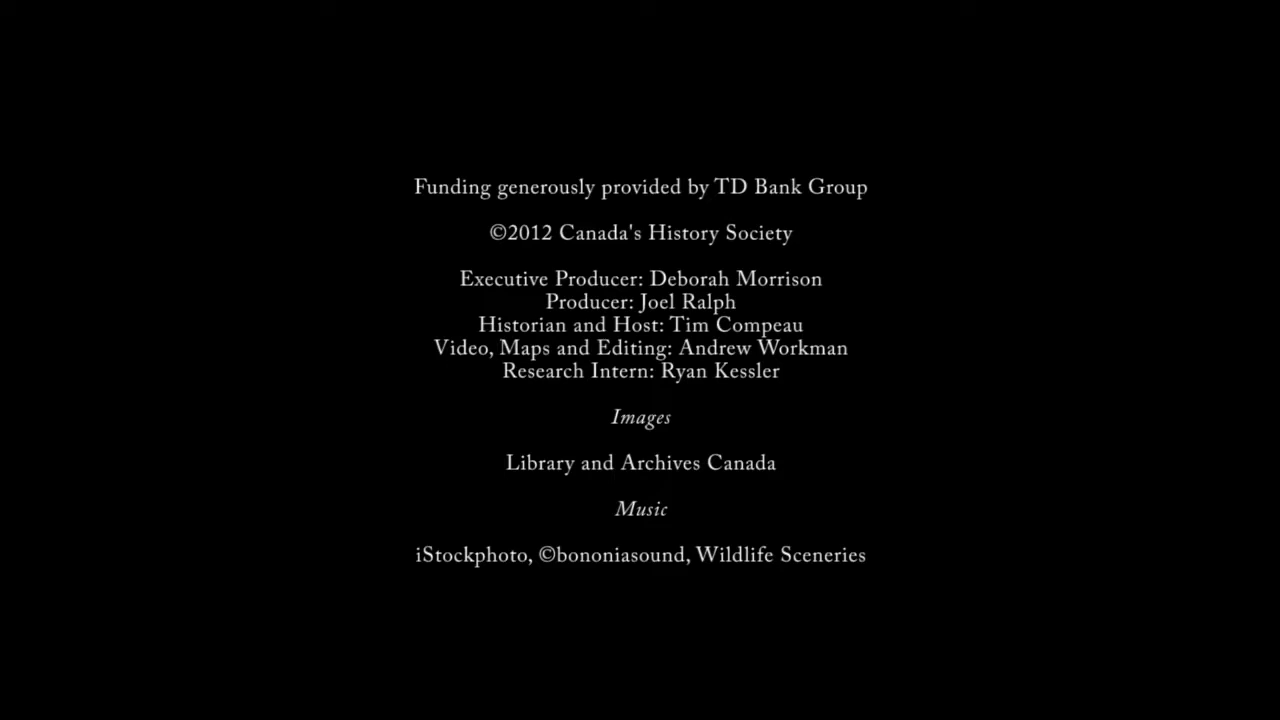 Funding generously provided by TD Bank Group
©2012 Canada's History Society
Executive Producer: Deborah Morrison
Producer: Joel Ralph
Historian and Host: Tim Compeau
Video, Maps and Editing: Andrew Workman
Research Intern: Ryan Kessler
Images
Library and Archives Canada
Music
iStockphoto, ©bononiasound, Wildlife Sceneries